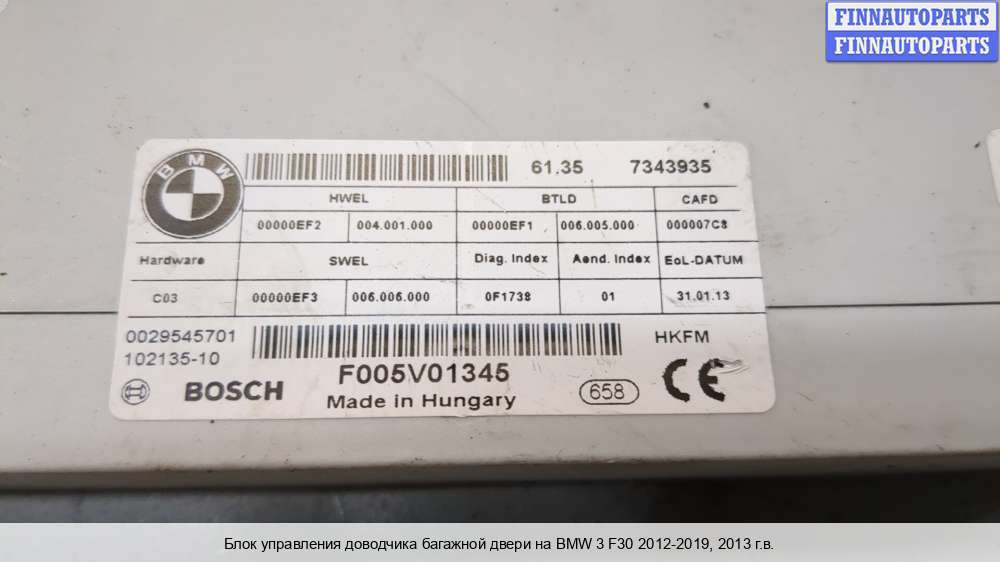 FINNAUTOPARTS
FINNAUTOPARTS
BMW
61.35 7343935
HWEL BTLD CAFD
00000EF2 004.001.000 00000EF1 006.005.000 000007C8
Hardware SWEL Diag. Index Aend. Index EoL-DATUM
C03 00000EF3 006.006.000 0F1738 01 31.01.13
0029545701 HKFM
102135-10
F005V01345
BOSCH Made in Hungary 658 CE
Блок управления доводчика багажной двери на BMW 3 F30 2012-2019, 2013 г.в.